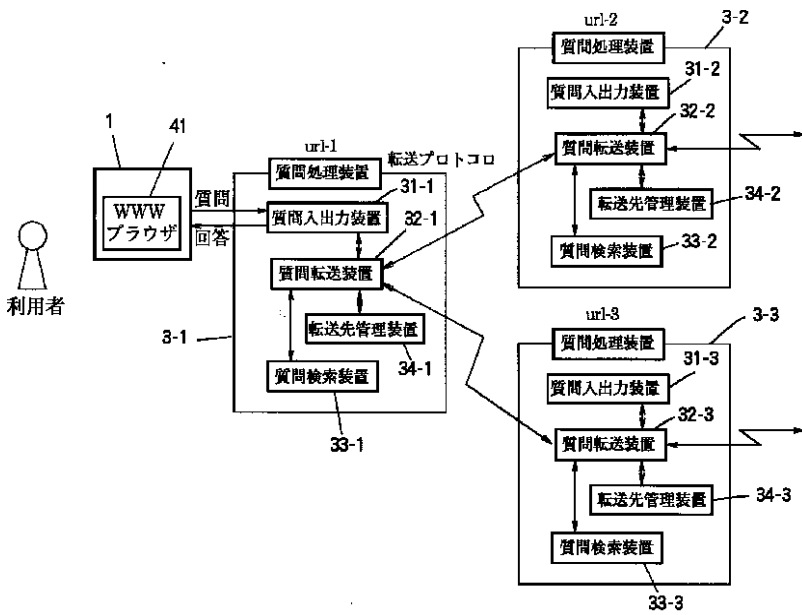 1
41
WWW
ブラウザ
利用者
質問
回答
url-1
質問処理装置
転送プロトコロ
31-1
質問入出力装置
32-1
質問転送装置
3-1
転送先管理装置
34-1
質問検索装置
33-1
url-2
3-2
質問処理装置
31-2
質問入出力装置
32-2
質問転送装置
転送先管理装置
34-2
質問検索装置
33-2
url-3
3-3
質問処理装置
31-3
質問入出力装置
32-3
質問転送装置
転送先管理装置
34-3
質問検索装置
33-3